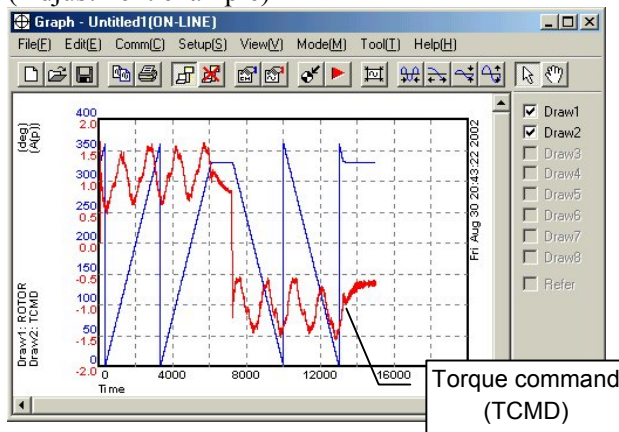 Graph - Untitled1(ON-LINE)
File(F) Edit(E) Comm(C) Setup(S) View(V) Mode(M) Tool(T) Help(H)
(deg)
(A(p))
400
350
300
250
200
150
100
50
0
2.0
1.5
1.0
0.5
0.0
-0.5
-1.0
-1.5
-2.0
0
4000
8000
12000
16000
Time
Draw1: ROTOR
Draw2: TCMD
Fri Aug 30 20:43:22 2002
Draw1
Draw2
Draw3
Draw4
Draw5
Draw6
Draw7
Draw8
Refer
Torque command
(TCMD)